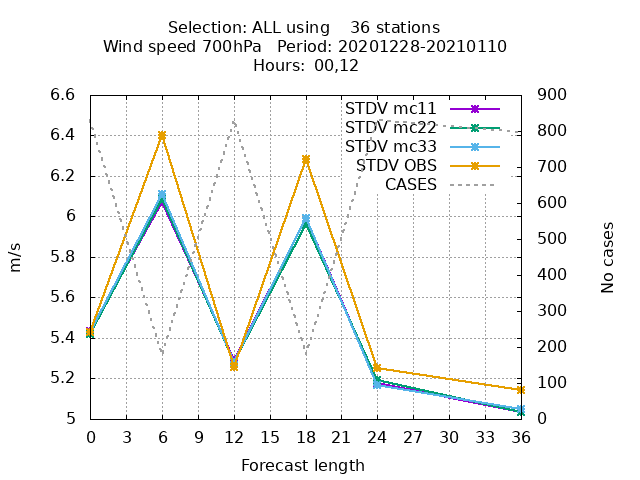 Selection: ALL using    36 stations
Wind speed 700hPa   Period: 20201228-20210110
Hours:  00,12
6.6
6.4
6.2
6
5.8
5.6
5.4
5.2
5
m/s
STDV mc11
STDV mc22
STDV mc33
STDV OBS
CASES
900
800
700
600
500
400
300
200
100
0
No cases
0 3 6 9 12 15 18 21 24 27 30 33 36
Forecast length